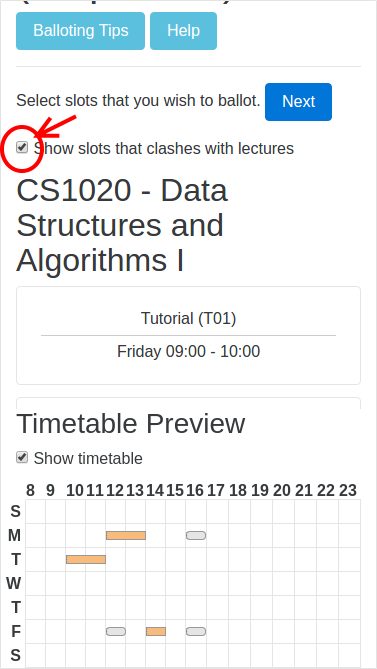 Balloting Tips Help
Select slots that you wish to ballot. Next
Show slots that clashes with lectures
CS1020 - Data
Structures and
Algorithms I
Tutorial (T01)
Friday 09:00 - 10:00
Timetable Preview
Show timetable
8 9 10 11 12 13 14 15 16 17 18 19 20 21 22 23
S
M
T
W
T
F
S